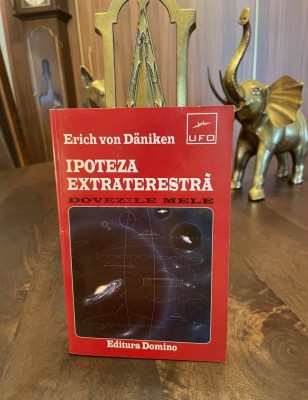 Erich von Däniken
UFO
IPOTEZA
EXTRATERESTRĂ
DOVEZILE MELE
Editura Domino